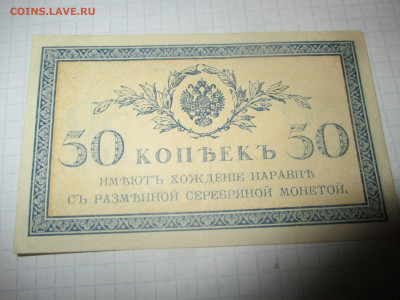 COINS.LAVE.RU
50 КОПѢЕКЪ 50
ИМѢЮТЪ ХОЖДЕНІЕ НАРАВНѢ
СЪ РАЗМѢННОЙ СЕРЕБРЯНОЙ МОНЕТОЙ.